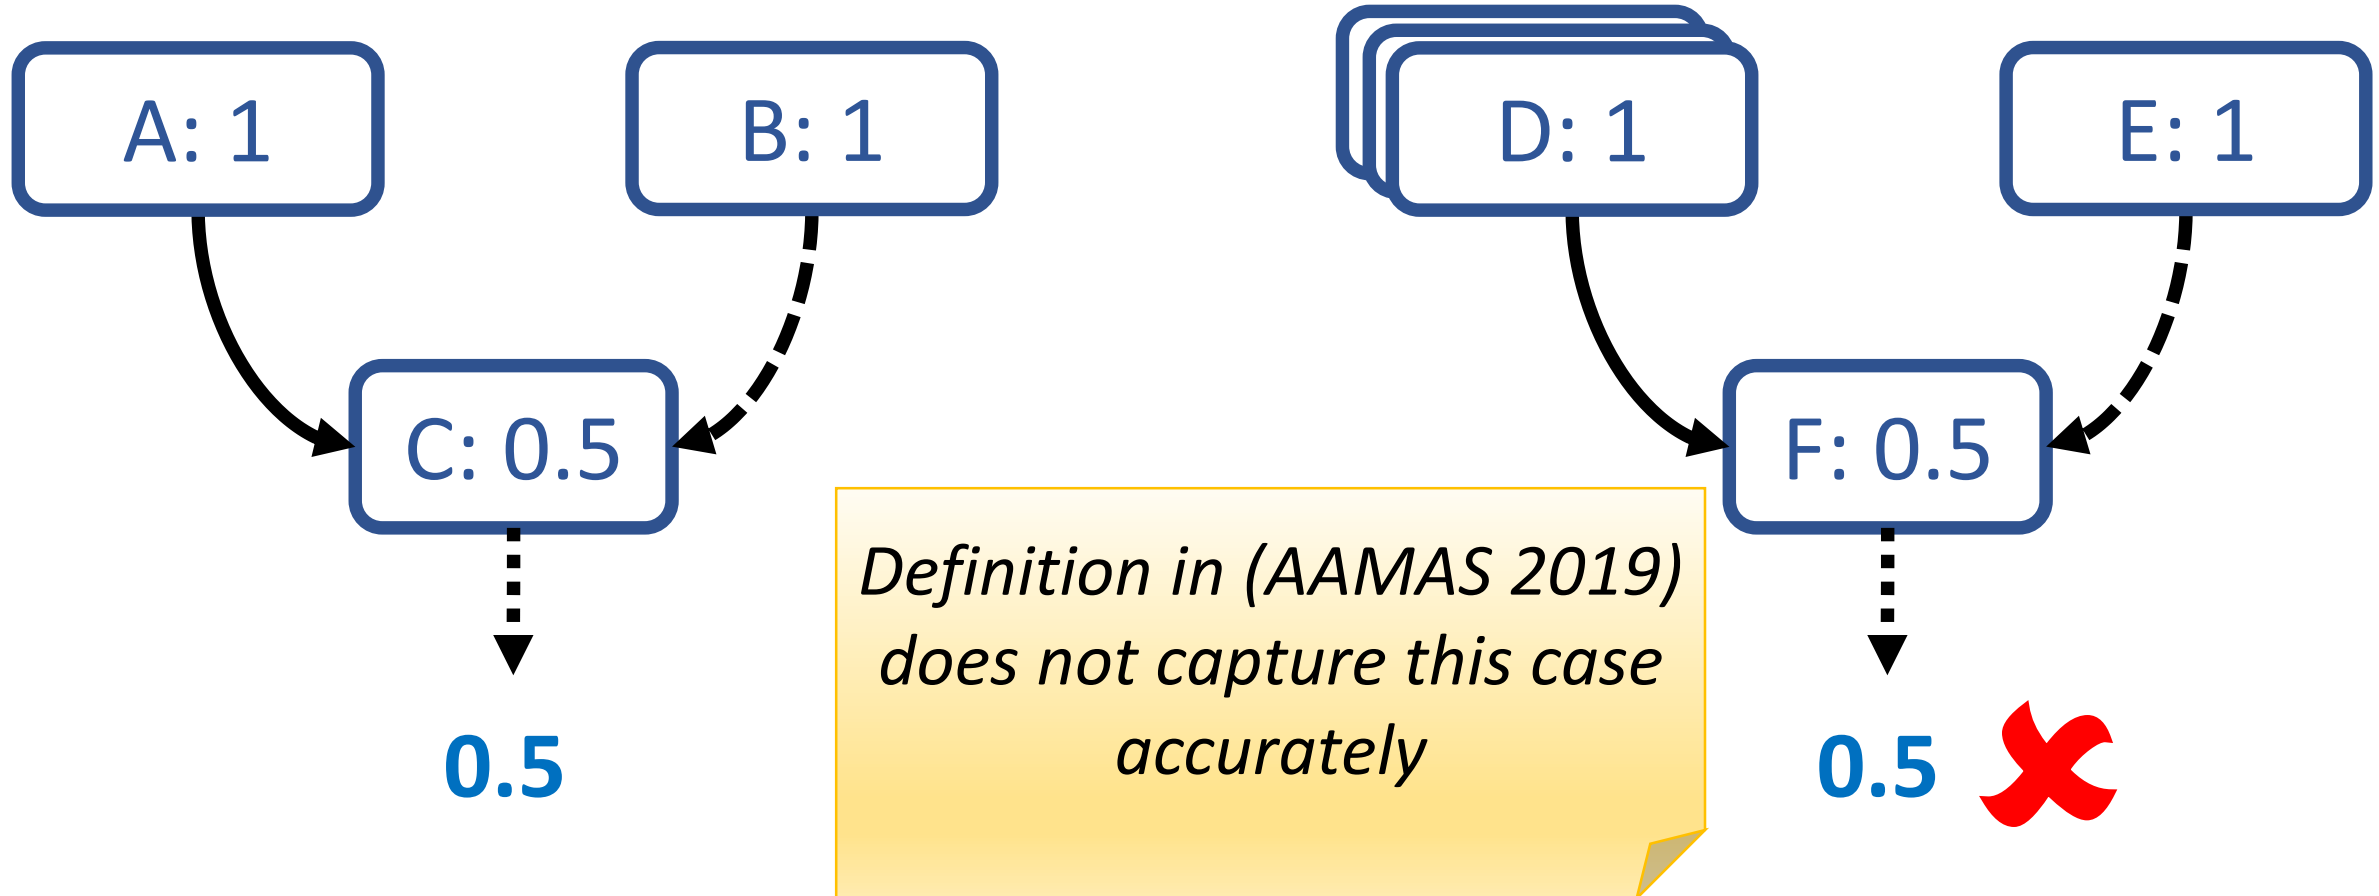 A: 1
B: 1
D: 1
E: 1
C: 0.5
F: 0.5
Definition in (AAMAS 2019)
does not capture this case
accurately
0.5
0.5